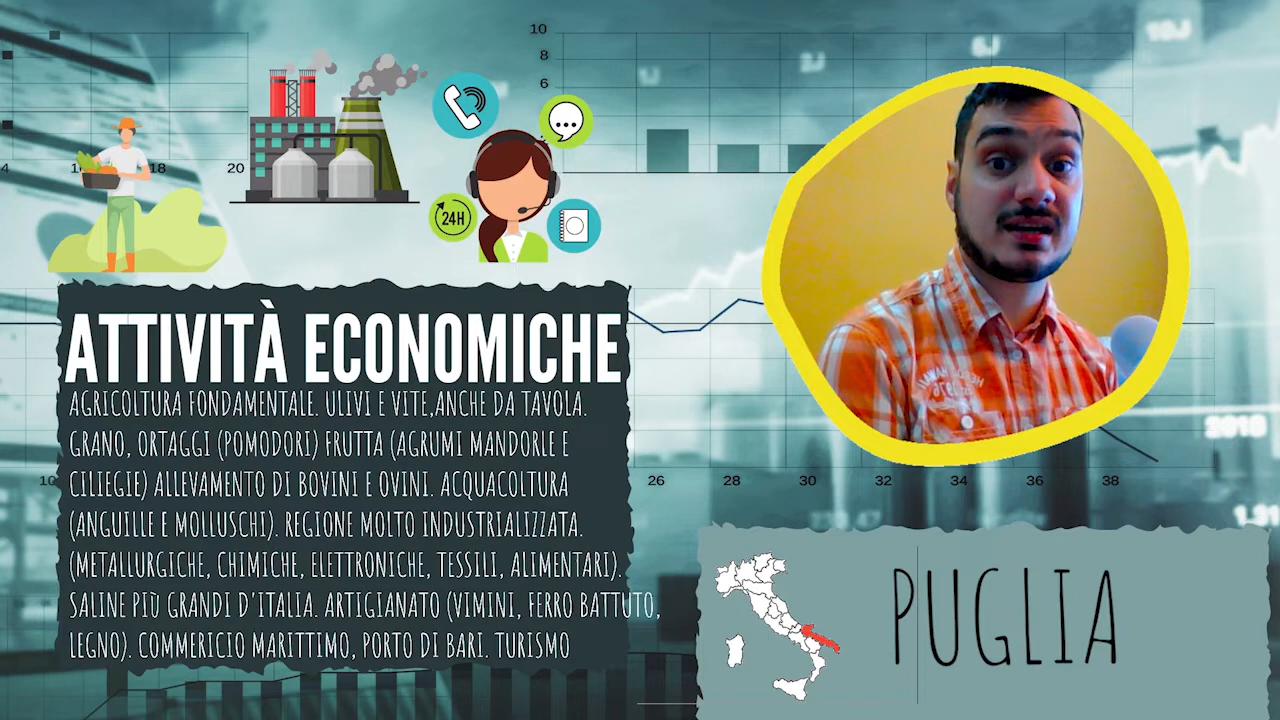 10
8
6
4
18
20
24H
ATTIVITÀ ECONOMICHE
AGRICOLTURA FONDAMENTALE. ULIVI E VITE,ANCHE DA TAVOLA.
GRANO, ORTAGGI (POMODORI) FRUTTA (AGRUMI MANDORLE E
CILIEGIE) ALLEVAMENTO DI BOVINI E OVINI. ACQUACOLTURA
(ANGUILLE E MOLLUSCHI). REGIONE MOLTO INDUSTRIALIZZATA.
(METALLURGICHE, CHIMICHE, ELETTRONICHE, TESSILI, ALIMENTARI).
SALINE PIÙ GRANDI D'ITALIA. ARTIGIANATO (VIMINI, FERRO BATTUTO,
LEGNO). COMMERICIO MARITTIMO, PORTO DI BARI. TURISMO
10
26 28 30 32 34 36 38
PUGLIA